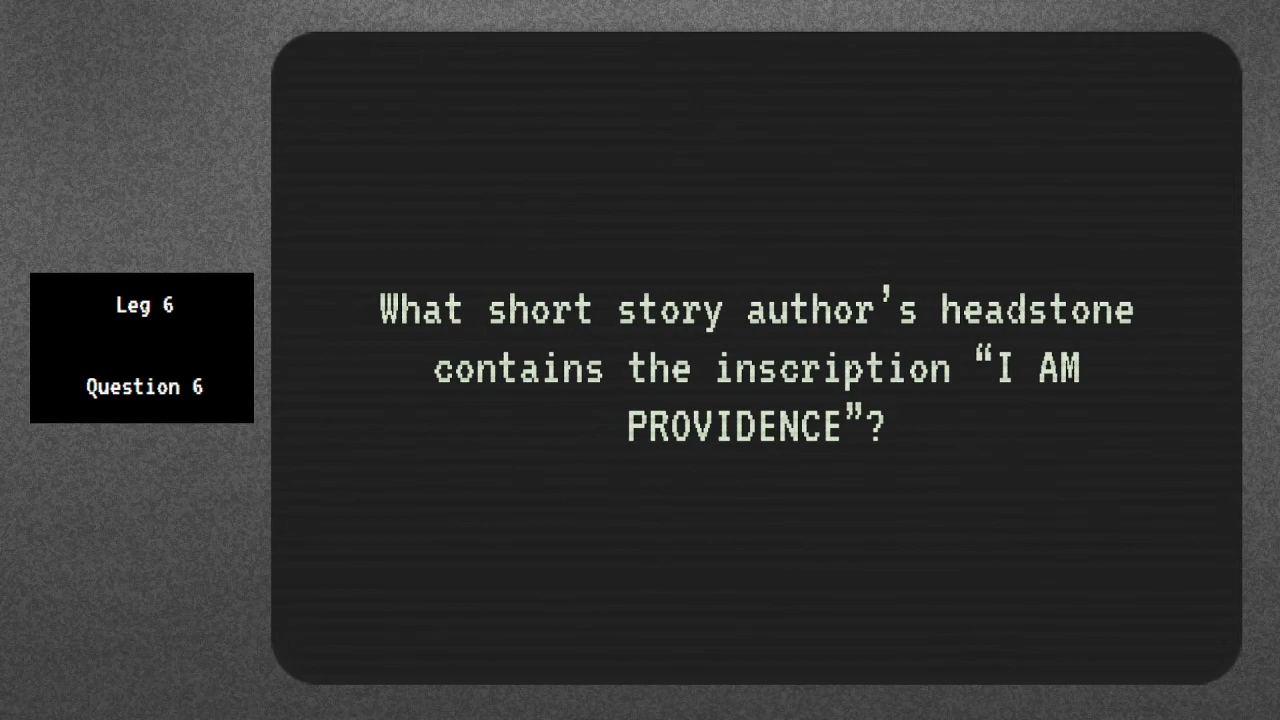 Leg 6
Question 6
What short story author’s headstone
contains the inscription “I AM
PROVIDENCE”?